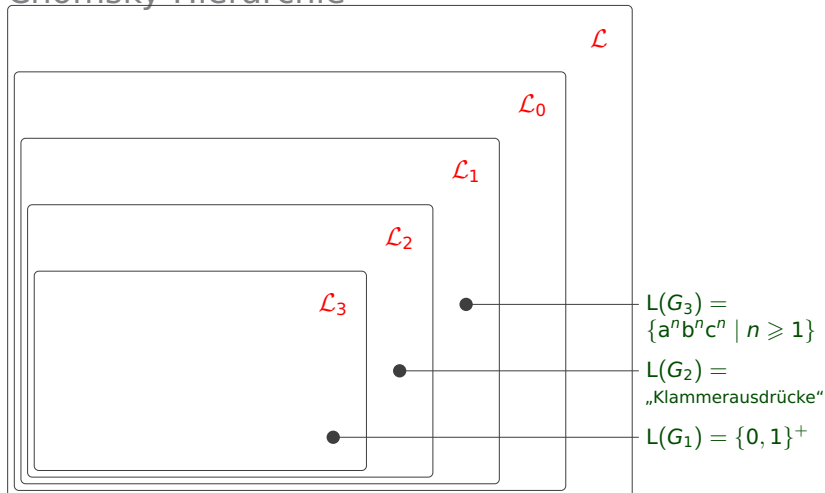 Chomsky-Hierarchie
ℒ
ℒ₀
ℒ₁
ℒ₂
ℒ₃
L(G₃) =
{aⁿbⁿcⁿ | n ⩾ 1}
L(G₂) =
„Klammerausdrücke“
L(G₁) = {0, 1}⁺